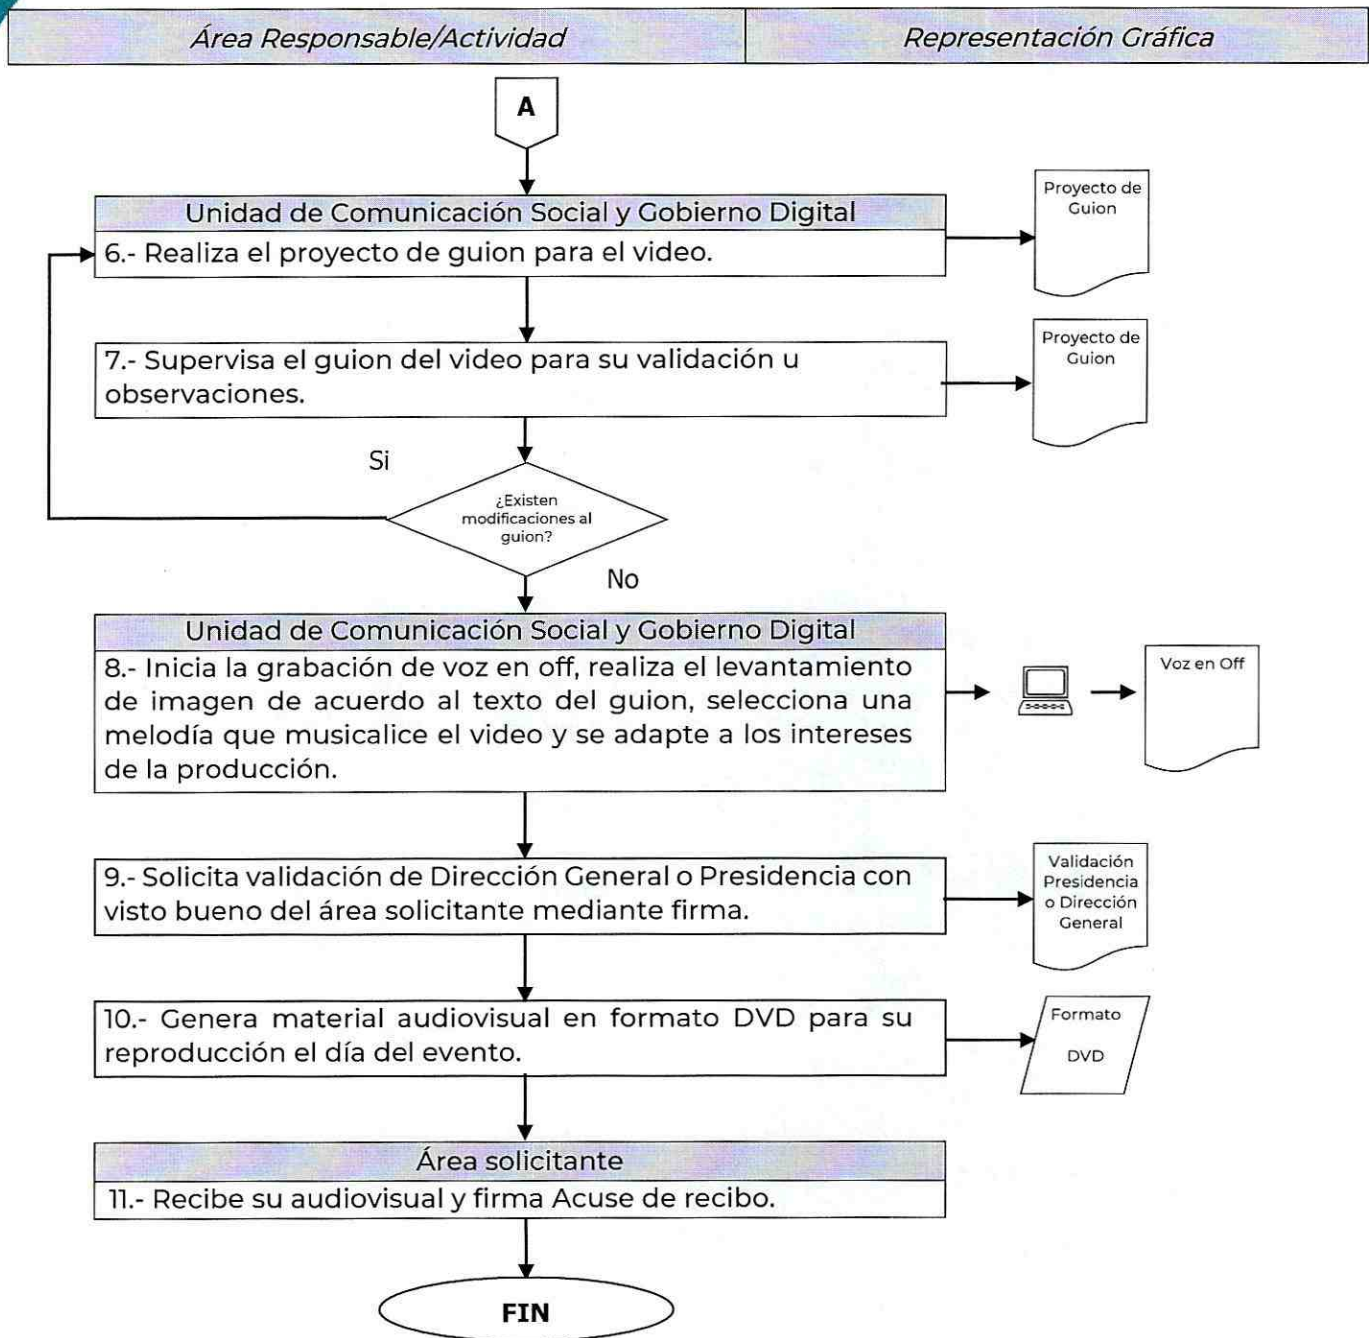 Área Responsable/Actividad
Representación Gráfica
A
Unidad de Comunicación Social y Gobierno Digital
6.- Realiza el proyecto de guion para el video.
Proyecto de
Guion
7.- Supervisa el guion del video para su validación u
observaciones.
Proyecto de
Guion
Si
¿Existen
modificaciones al
guion?
No
Unidad de Comunicación Social y Gobierno Digital
8.- Inicia la grabación de voz en off, realiza el levantamiento
de imagen de acuerdo al texto del guion, selecciona una
melodía que musicalice el video y se adapte a los intereses
de la producción.
Voz en Off
9.- Solicita validación de Dirección General o Presidencia con
visto bueno del área solicitante mediante firma.
Validación
Presidencia
o Dirección
General
10.- Genera material audiovisual en formato DVD para su
reproducción el día del evento.
Formato
DVD
Área solicitante
11.- Recibe su audiovisual y firma Acuse de recibo.
FIN